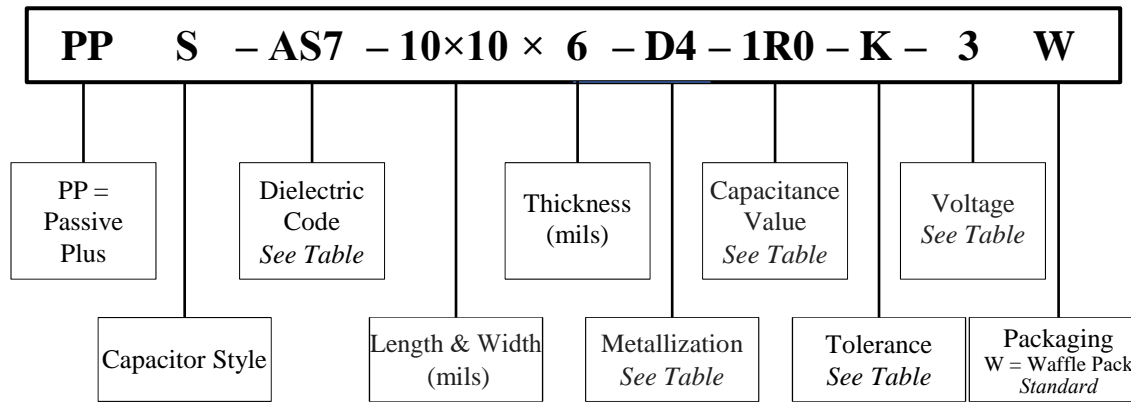 PP S – AS7 – 10×10 × 6 – D4 – 1R0 – K – 3 W
PP =
Passive
Plus
Dielectric
Code
See Table
Thickness
(mils)
Capacitance
Value
See Table
Voltage
See Table
Capacitor Style
Length & Width
(mils)
Metallization
See Table
Tolerance
See Table
Packaging
W = Waffle Pack
Standard